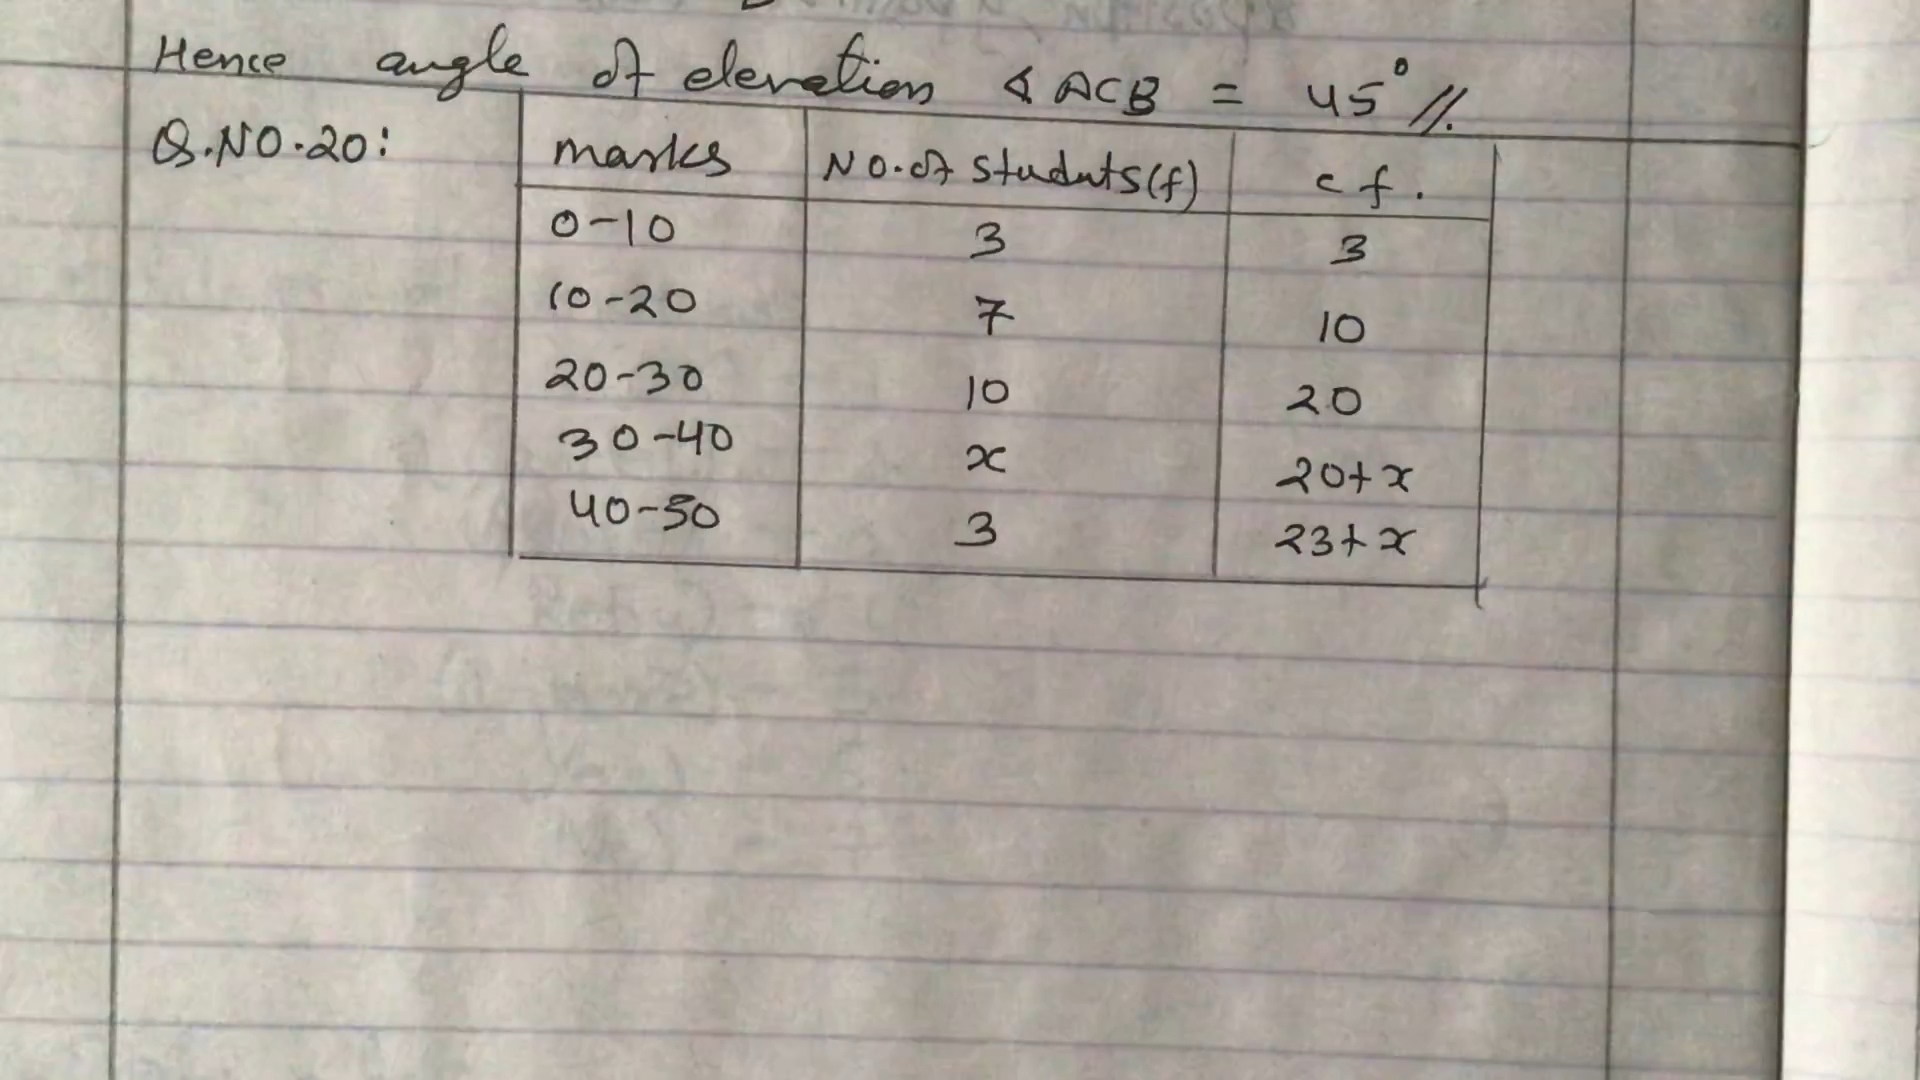 Hence angle of elevation ∡ ACB = 45° //.
Q.NO.20:
marks No. of Students(f) cf.
0-10 3 3
10-20 7 10
20-30 10 20
30-40 x 20+x
40-50 3 23+x